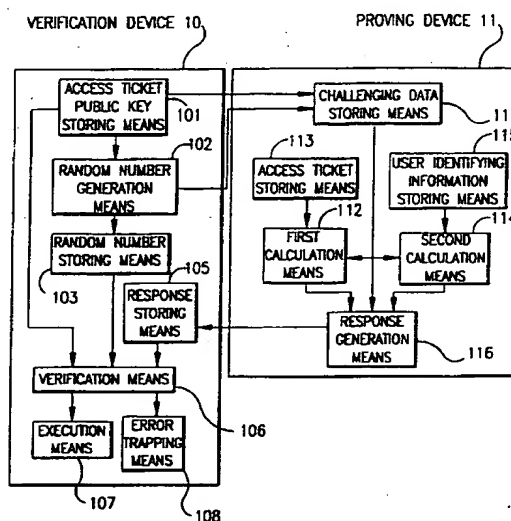 VERIFICATION DEVICE 10
PROVING DEVICE 11
ACCESS TICKET
PUBLIC KEY
STORING MEANS
101
102
RANDOM NUMBER
GENERATION
MEANS
RANDOM NUMBER
STORING MEANS
103
105
RESPONSE
STORING
MEANS
VERIFICATION MEANS
106
EXECUTION
MEANS
107
ERROR
TRAPPING
MEANS
108
CHALLENGING DATA
STORING MEANS
11
113
ACCESS TICKET
STORING MEANS
112
115
USER IDENTIFYING
INFORMATION
STORING MEANS
114
FIRST
CALCULATION
MEANS
SECOND
CALCULATION
MEANS
RESPONSE
GENERATION
MEANS
116